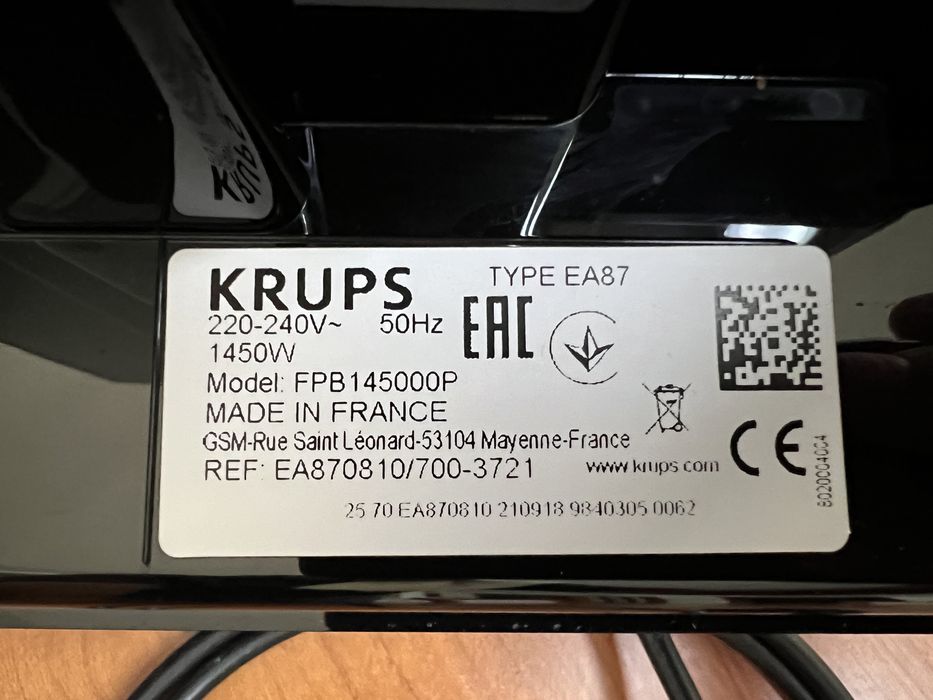 KRUPS
TYPE EA87
220-240V~ 50Hz
EAC
1450W
Model: FPB145000P
MADE IN FRANCE
GSM-Rue Saint Léonard-53104 Mayenne-France
REF: EA870810/700-3721
www.krups.com
CE
8020004004
25 70 EA870810 210918 9840305 0062